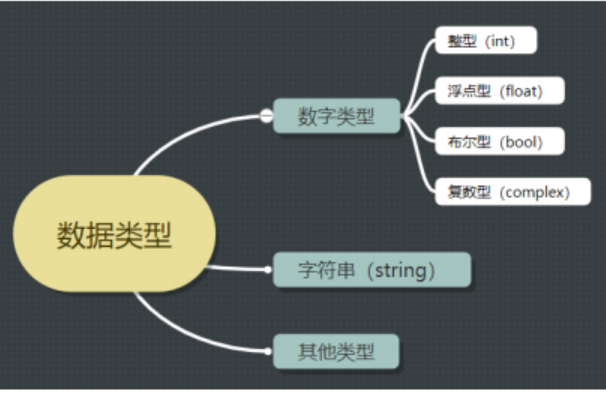 整型（int）
浮点型（float）
数字类型
布尔型（bool）
复数型（complex）
数据类型
字符串（string）
其他类型